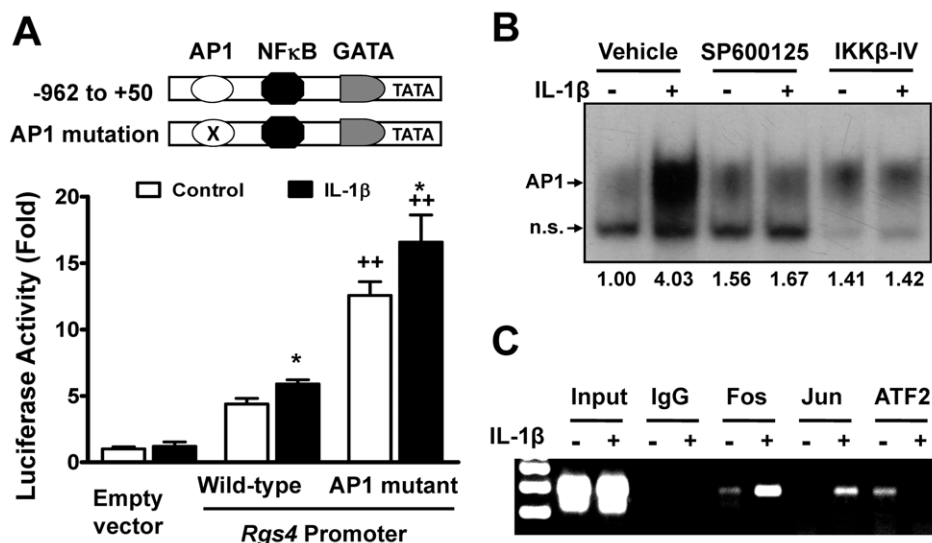 A
AP1 NFκB GATA
-962 to +50 TATA
AP1 mutation X TATA
Control IL-1β
Luciferase Activity (Fold)
20
15
10
5
0
*
++
*
++
Empty vector
Wild-type AP1 mutant
Rgs4 Promoter
B
Vehicle SP600125 IKKβ-IV
IL-1β - + - + - +
AP1
n.s.
1.00 4.03 1.56 1.67 1.41 1.42
C
Input IgG Fos Jun ATF2
IL-1β - + - + - + - + - +